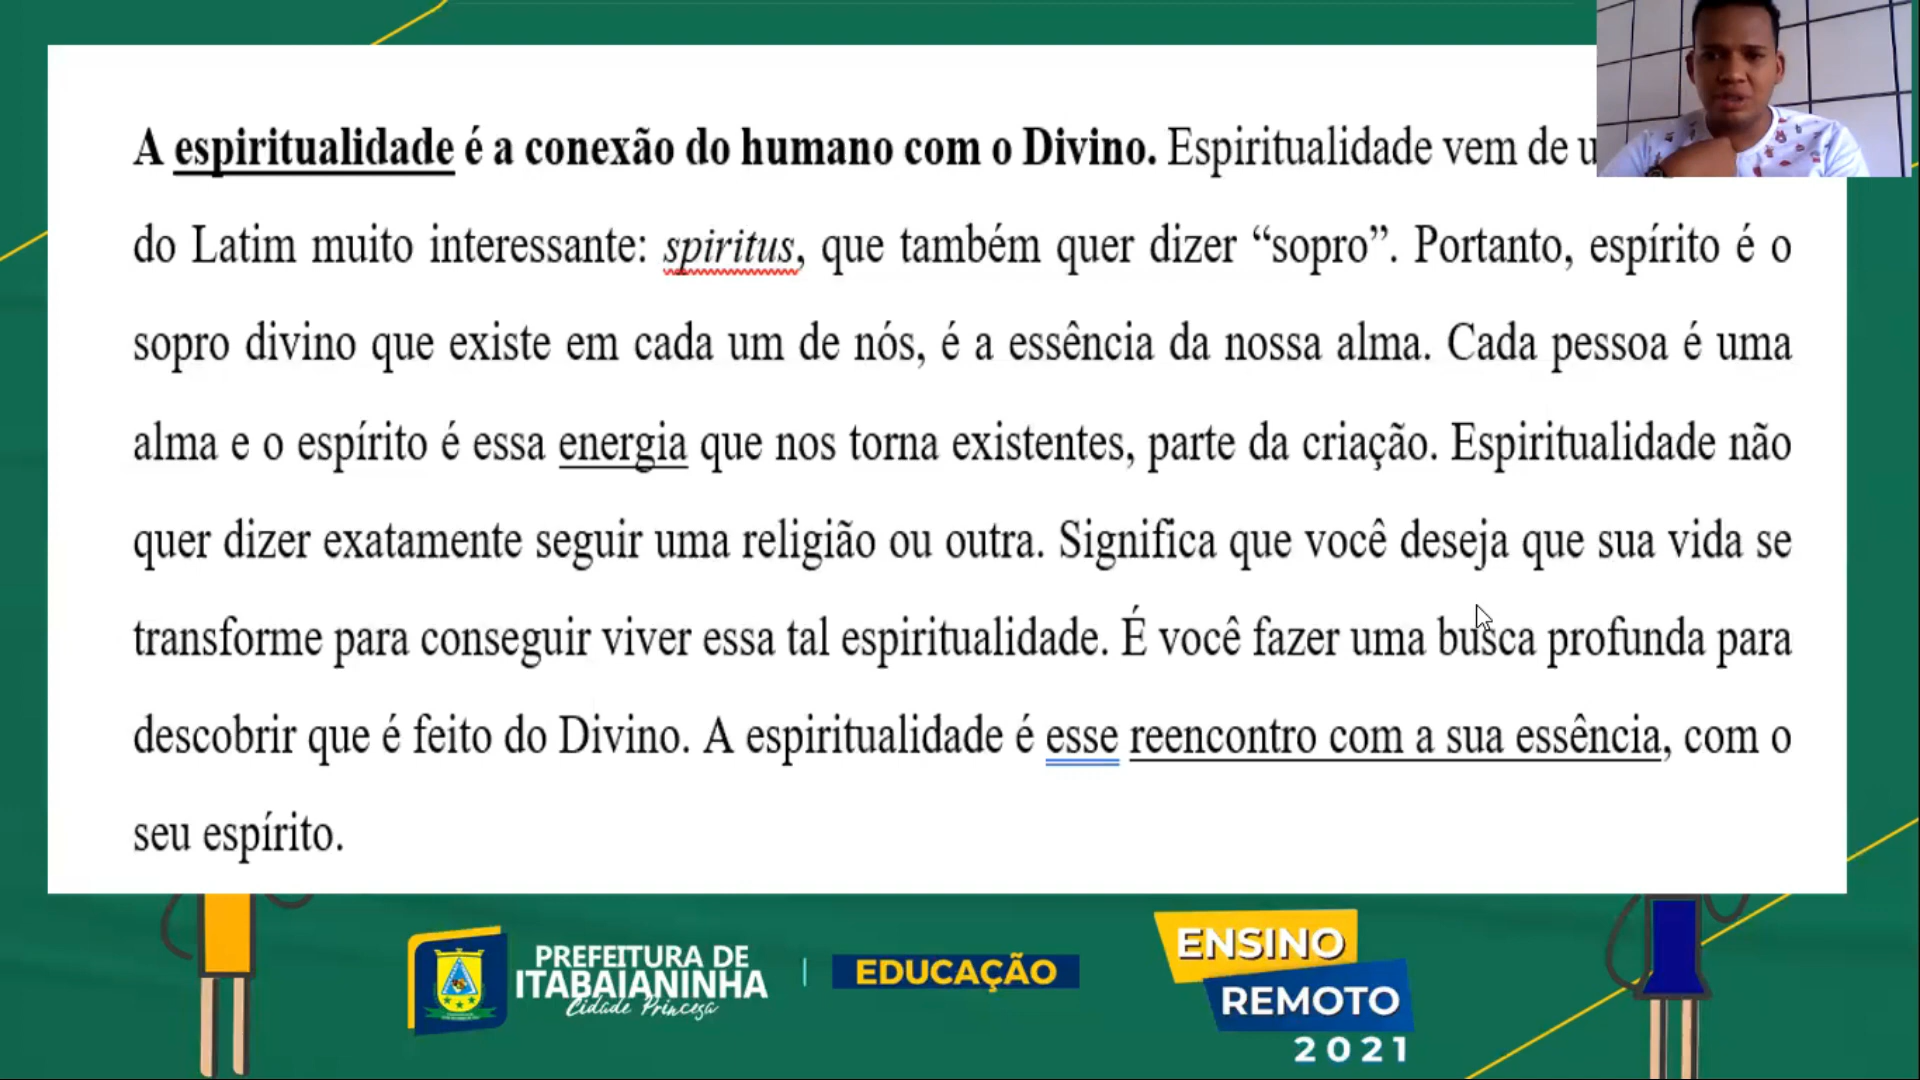 A espiritualidade é a conexão do humano com o Divino. Espiritualidade vem de
do Latim muito interessante: spiritus, que também quer dizer “sopro”. Portanto, espírito é o
sopro divino que existe em cada um de nós, é a essência da nossa alma. Cada pessoa é uma
alma e o espírito é essa energia que nos torna existentes, parte da criação. Espiritualidade não
quer dizer exatamente seguir uma religião ou outra. Significa que você deseja que sua vida se
transforme para conseguir viver essa tal espiritualidade. É você fazer uma busca profunda para
descobrir que é feito do Divino. A espiritualidade é esse reencontro com a sua essência, com o
seu espírito.
PREFEITURA DE
ITABAIANINHA
Cidade Princesa
EDUCAÇÃO
ENSINO
REMOTO
2021